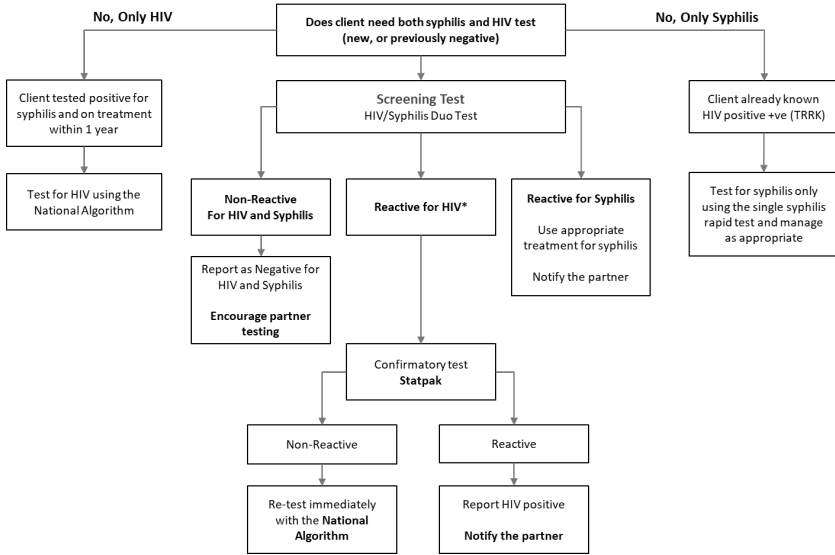 No, Only HIV
Does client need both syphilis and HIV test
(new, or previously negative)
No, Only Syphilis
Client tested positive for
syphilis and on treatment
within 1 year
Screening Test
HIV/Syphilis Duo Test
Client already known
HIV positive +ve (TRRK)
Test for HIV using the
National Algorithm
Non-Reactive
For HIV and Syphilis
Reactive for HIV*
Reactive for Syphilis
Use appropriate
treatment for syphilis
Notify the partner
Test for syphilis only
using the single syphilis
rapid test and manage
as appropriate
Report as Negative for
HIV and Syphilis
Encourage partner
testing
Confirmatory test
Statpak
Non-Reactive
Reactive
Re-test immediately
with the National
Algorithm
Report HIV positive
Notify the partner